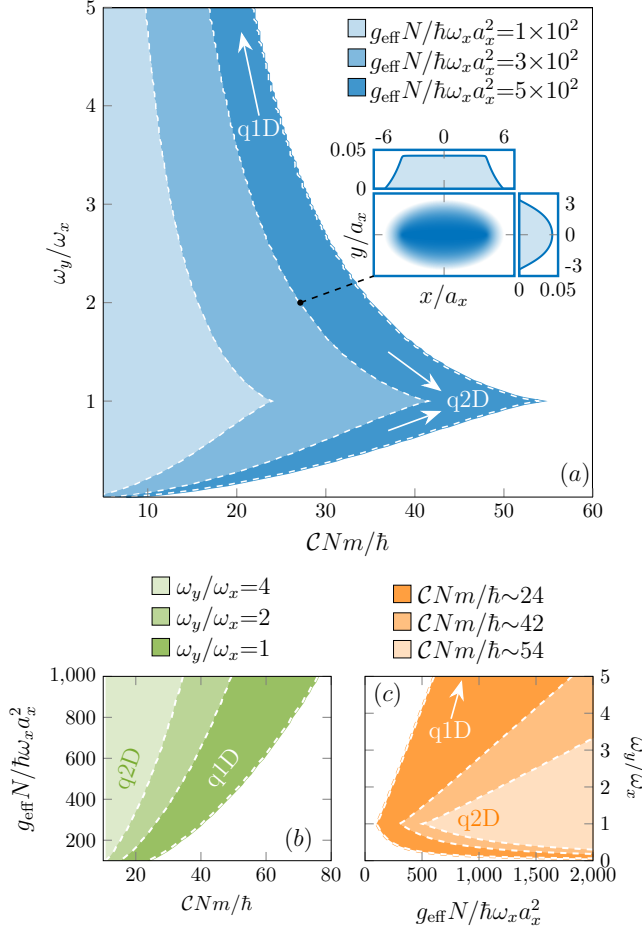 g_eff N/ħω_x a_x^2=1×10^2
g_eff N/ħω_x a_x^2=3×10^2
g_eff N/ħω_x a_x^2=5×10^2
q1D
-6 0 6
0.05
0
y/a_x
x/a_x
3
0
-3
0 0.05
q2D
(a)
5
4
3
2
1
ω_y/ω_x
10 20 30 40 50 60
𝒞Nm/ħ
ω_y/ω_x=4
ω_y/ω_x=2
ω_y/ω_x=1
𝒞Nm/ħ~24
𝒞Nm/ħ~42
𝒞Nm/ħ~54
1,000
800
600
400
200
g_eff N/ħω_x a_x^2
q2D
q1D
(b)
20 40 60 80
𝒞Nm/ħ
(c)
q1D
q2D
5
4
3
2
1
0
ω_y/ω_x
0 500 1,000 1,500 2,000
g_eff N/ħω_x a_x^2